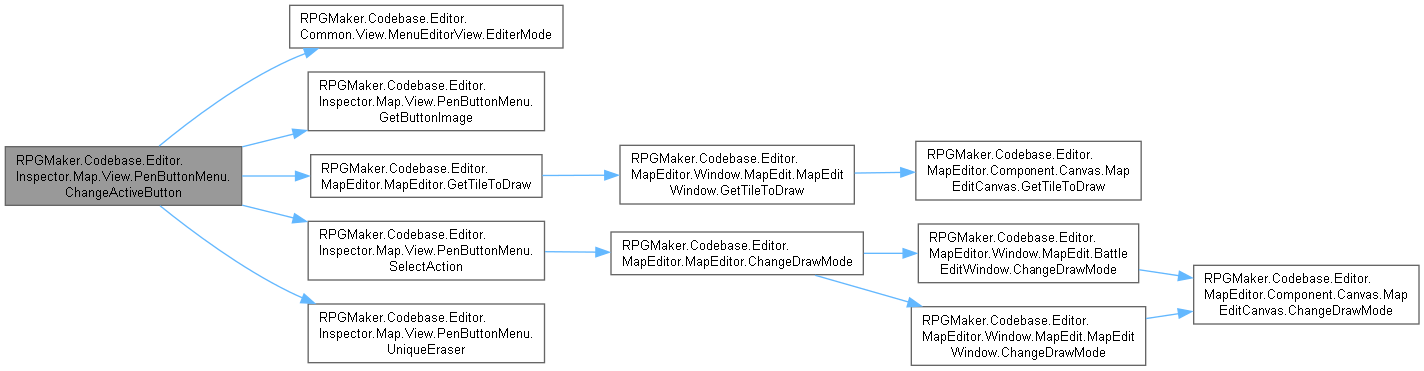 RPGMaker.Codebase.Editor.
Common.View.MenuEditorView.EditerMode
RPGMaker.Codebase.Editor.
Inspector.Map.View.PenButtonMenu.
GetButtonImage
RPGMaker.Codebase.Editor.
Inspector.Map.View.PenButtonMenu.
ChangeActiveButton
RPGMaker.Codebase.Editor.
MapEditor.MapEditor.GetTileToDraw
RPGMaker.Codebase.Editor.
MapEditor.Window.MapEdit.MapEdit
Window.GetTileToDraw
RPGMaker.Codebase.Editor.
MapEditor.Component.Canvas.Map
EditCanvas.GetTileToDraw
RPGMaker.Codebase.Editor.
Inspector.Map.View.PenButtonMenu.
SelectAction
RPGMaker.Codebase.Editor.
MapEditor.MapEditor.ChangeDrawMode
RPGMaker.Codebase.Editor.
MapEditor.Window.MapEdit.Battle
EditWindow.ChangeDrawMode
RPGMaker.Codebase.Editor.
MapEditor.Component.Canvas.Map
EditCanvas.ChangeDrawMode
RPGMaker.Codebase.Editor.
Inspector.Map.View.PenButtonMenu.
UniqueEraser
RPGMaker.Codebase.Editor.
MapEditor.Window.MapEdit.MapEdit
Window.ChangeDrawMode